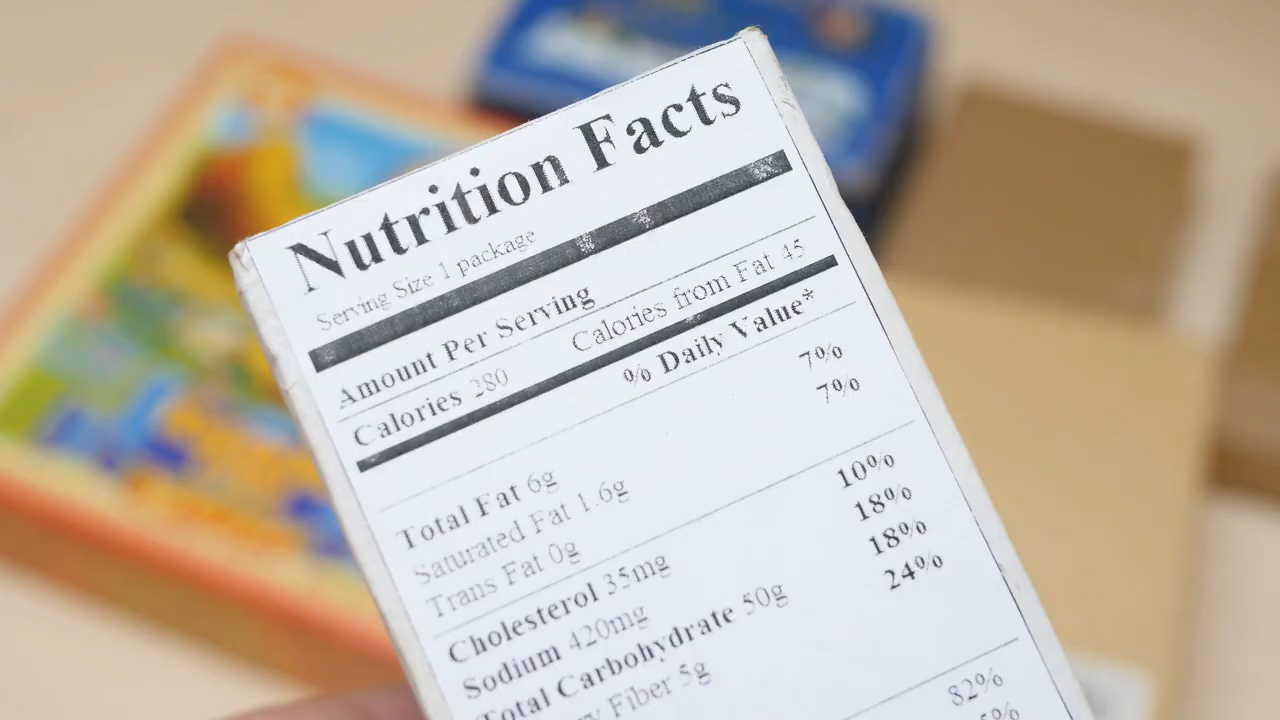 Nutrition Facts
Serving Size 1 package
Amount Per Serving
Calories 280 Calories from Fat 45
% Daily Value*
Total Fat 6g 7%
Saturated Fat 1.6g 7%
Trans Fat 0g
Cholesterol 35mg 10%
Sodium 420mg 18%
Total Carbohydrate 50g 18%
Fiber 5g 24%
82%